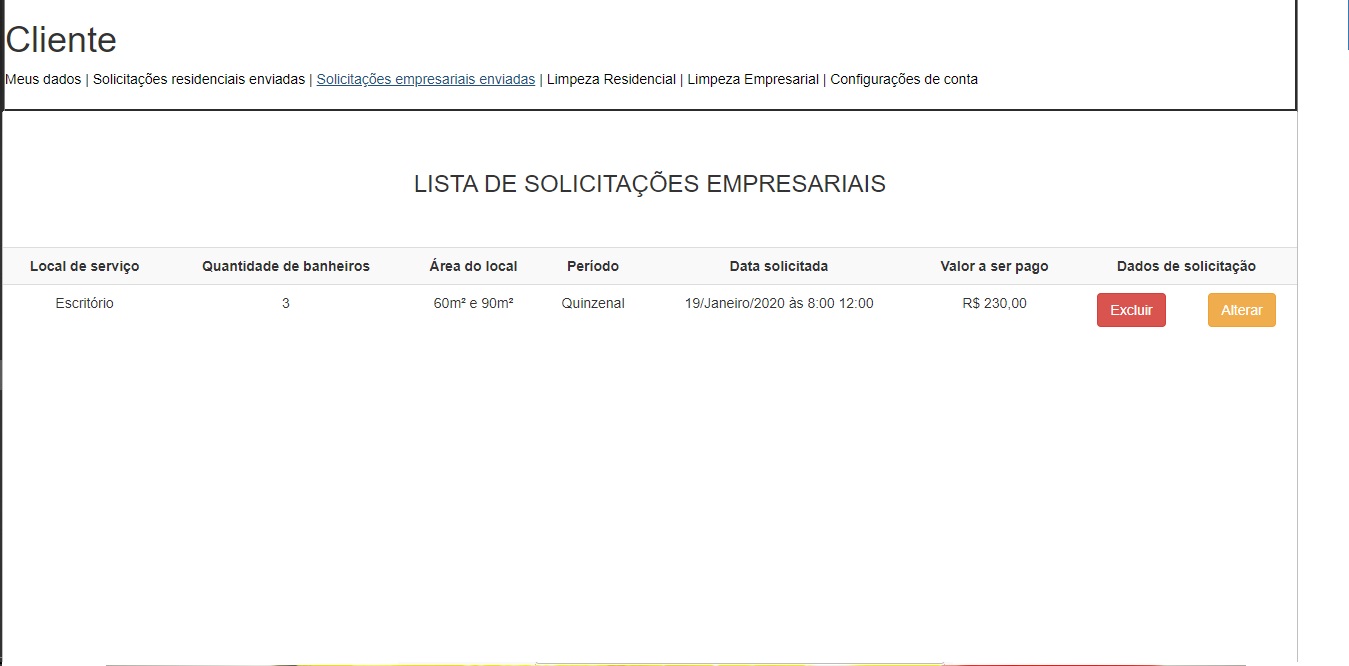 Cliente
Meus dados | Solicitações residenciais enviadas | Solicitações empresariais enviadas | Limpeza Residencial | Limpeza Empresarial | Configurações de conta
LISTA DE SOLICITAÇÕES EMPRESARIAIS
Local de serviço Quantidade de banheiros Área do local Período Data solicitada Valor a ser pago Dados de solicitação
Escritório 3 60m² e 90m² Quinzenal 19/Janeiro/2020 às 8:00 12:00 R$ 230,00 Excluir Alterar